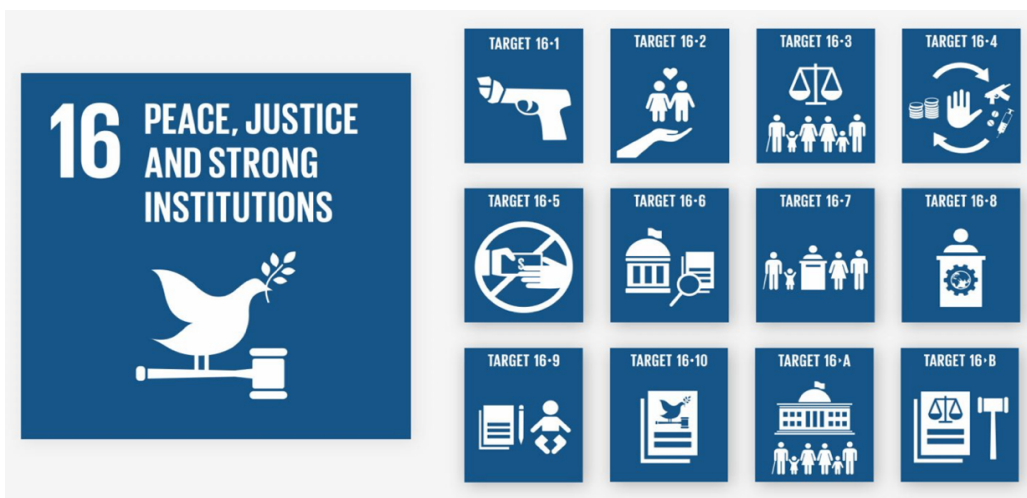 16
PEACE, JUSTICE
AND STRONG
INSTITUTIONS
TARGET 16·1
TARGET 16·2
TARGET 16·3
TARGET 16·4
TARGET 16·5
$
TARGET 16·6
TARGET 16·7
TARGET 16·8
TARGET 16·9
TARGET 16·10
TARGET 16·A
TARGET 16·B